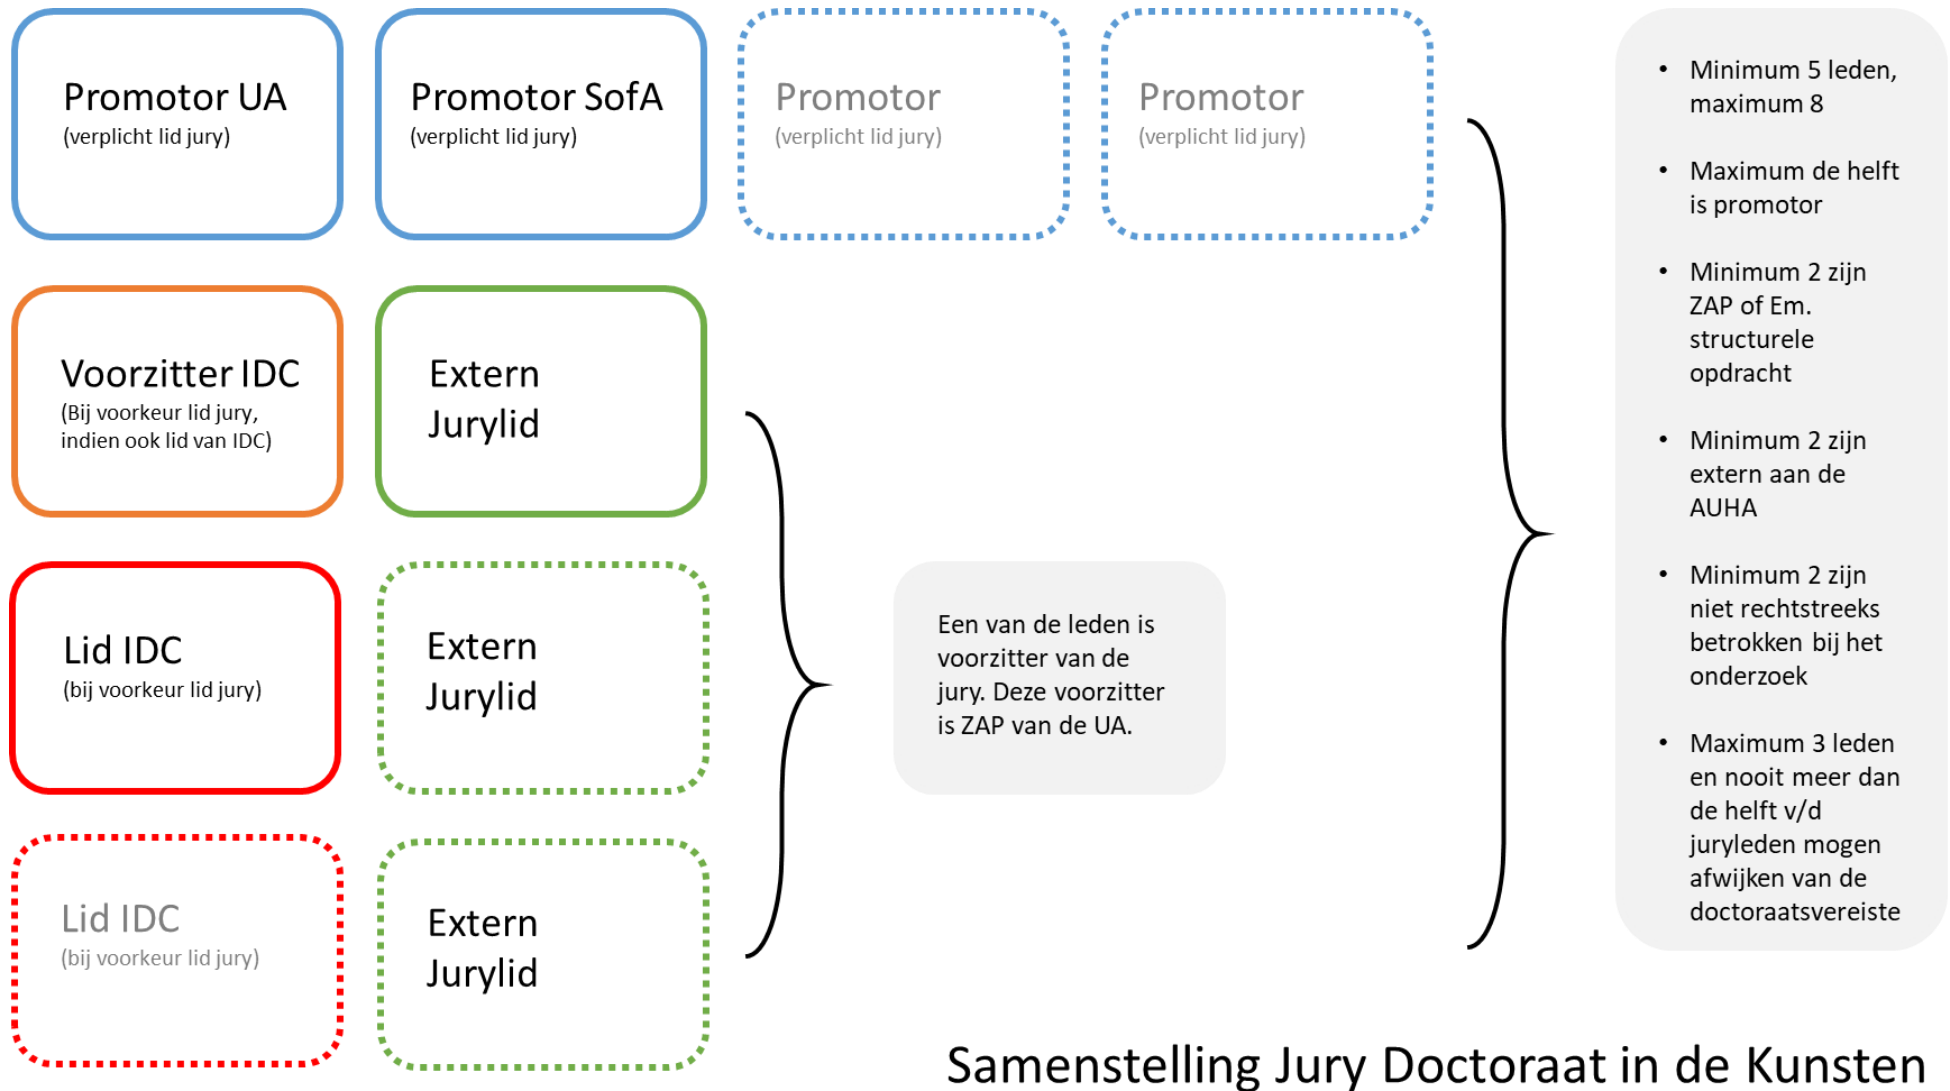 Promotor UA
(verplicht lid jury)
Promotor SofA
(verplicht lid jury)
Promotor
(verplicht lid jury)
Promotor
(verplicht lid jury)
Voorzitter IDC
(Bij voorkeur lid jury,
indien ook lid van IDC)
Extern
Jurylid
Lid IDC
(bij voorkeur lid jury)
Extern
Jurylid
Lid IDC
(bij voorkeur lid jury)
Extern
Jurylid
Een van de leden is
voorzitter van de
jury. Deze voorzitter
is ZAP van de UA.
• Minimum 5 leden,
maximum 8
• Maximum de helft
is promotor
• Minimum 2 zijn
ZAP of Em.
structurele
opdracht
• Minimum 2 zijn
extern aan de
AUHA
• Minimum 2 zijn
niet rechtstreeks
betrokken bij het
onderzoek
• Maximum 3 leden
en nooit meer dan
de helft v/d
juryleden mogen
afwijken van de
doctoraatsvereiste
Samenstelling Jury Doctoraat in de Kunsten